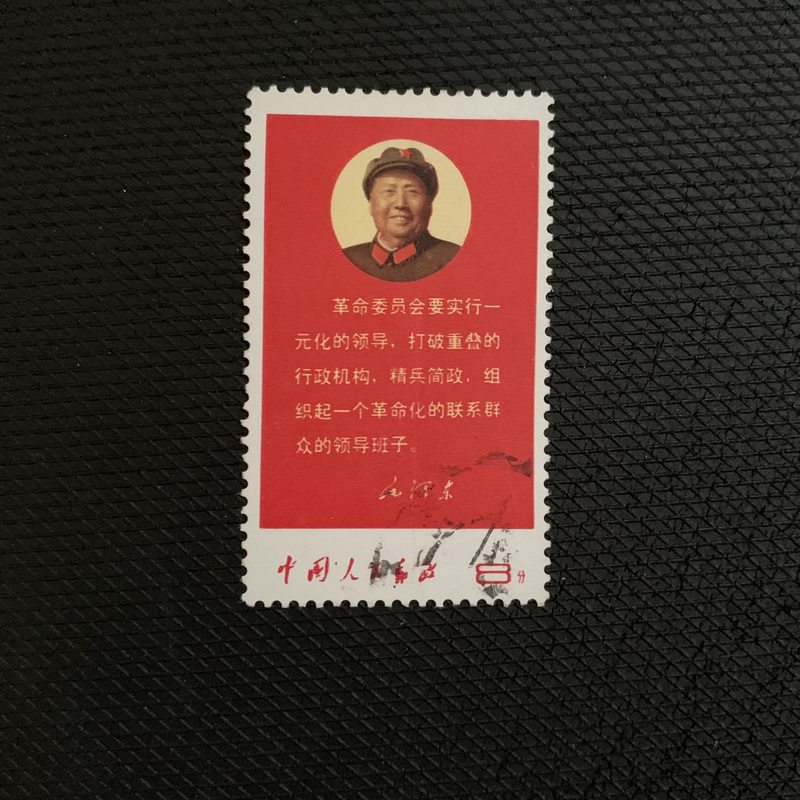 革命委员会要实行一
元化的领导，打破重叠的
行政机构，精兵简政，组
织起一个革命化的联系群
众的领导班子。
毛泽东
中国人民邮政 8分